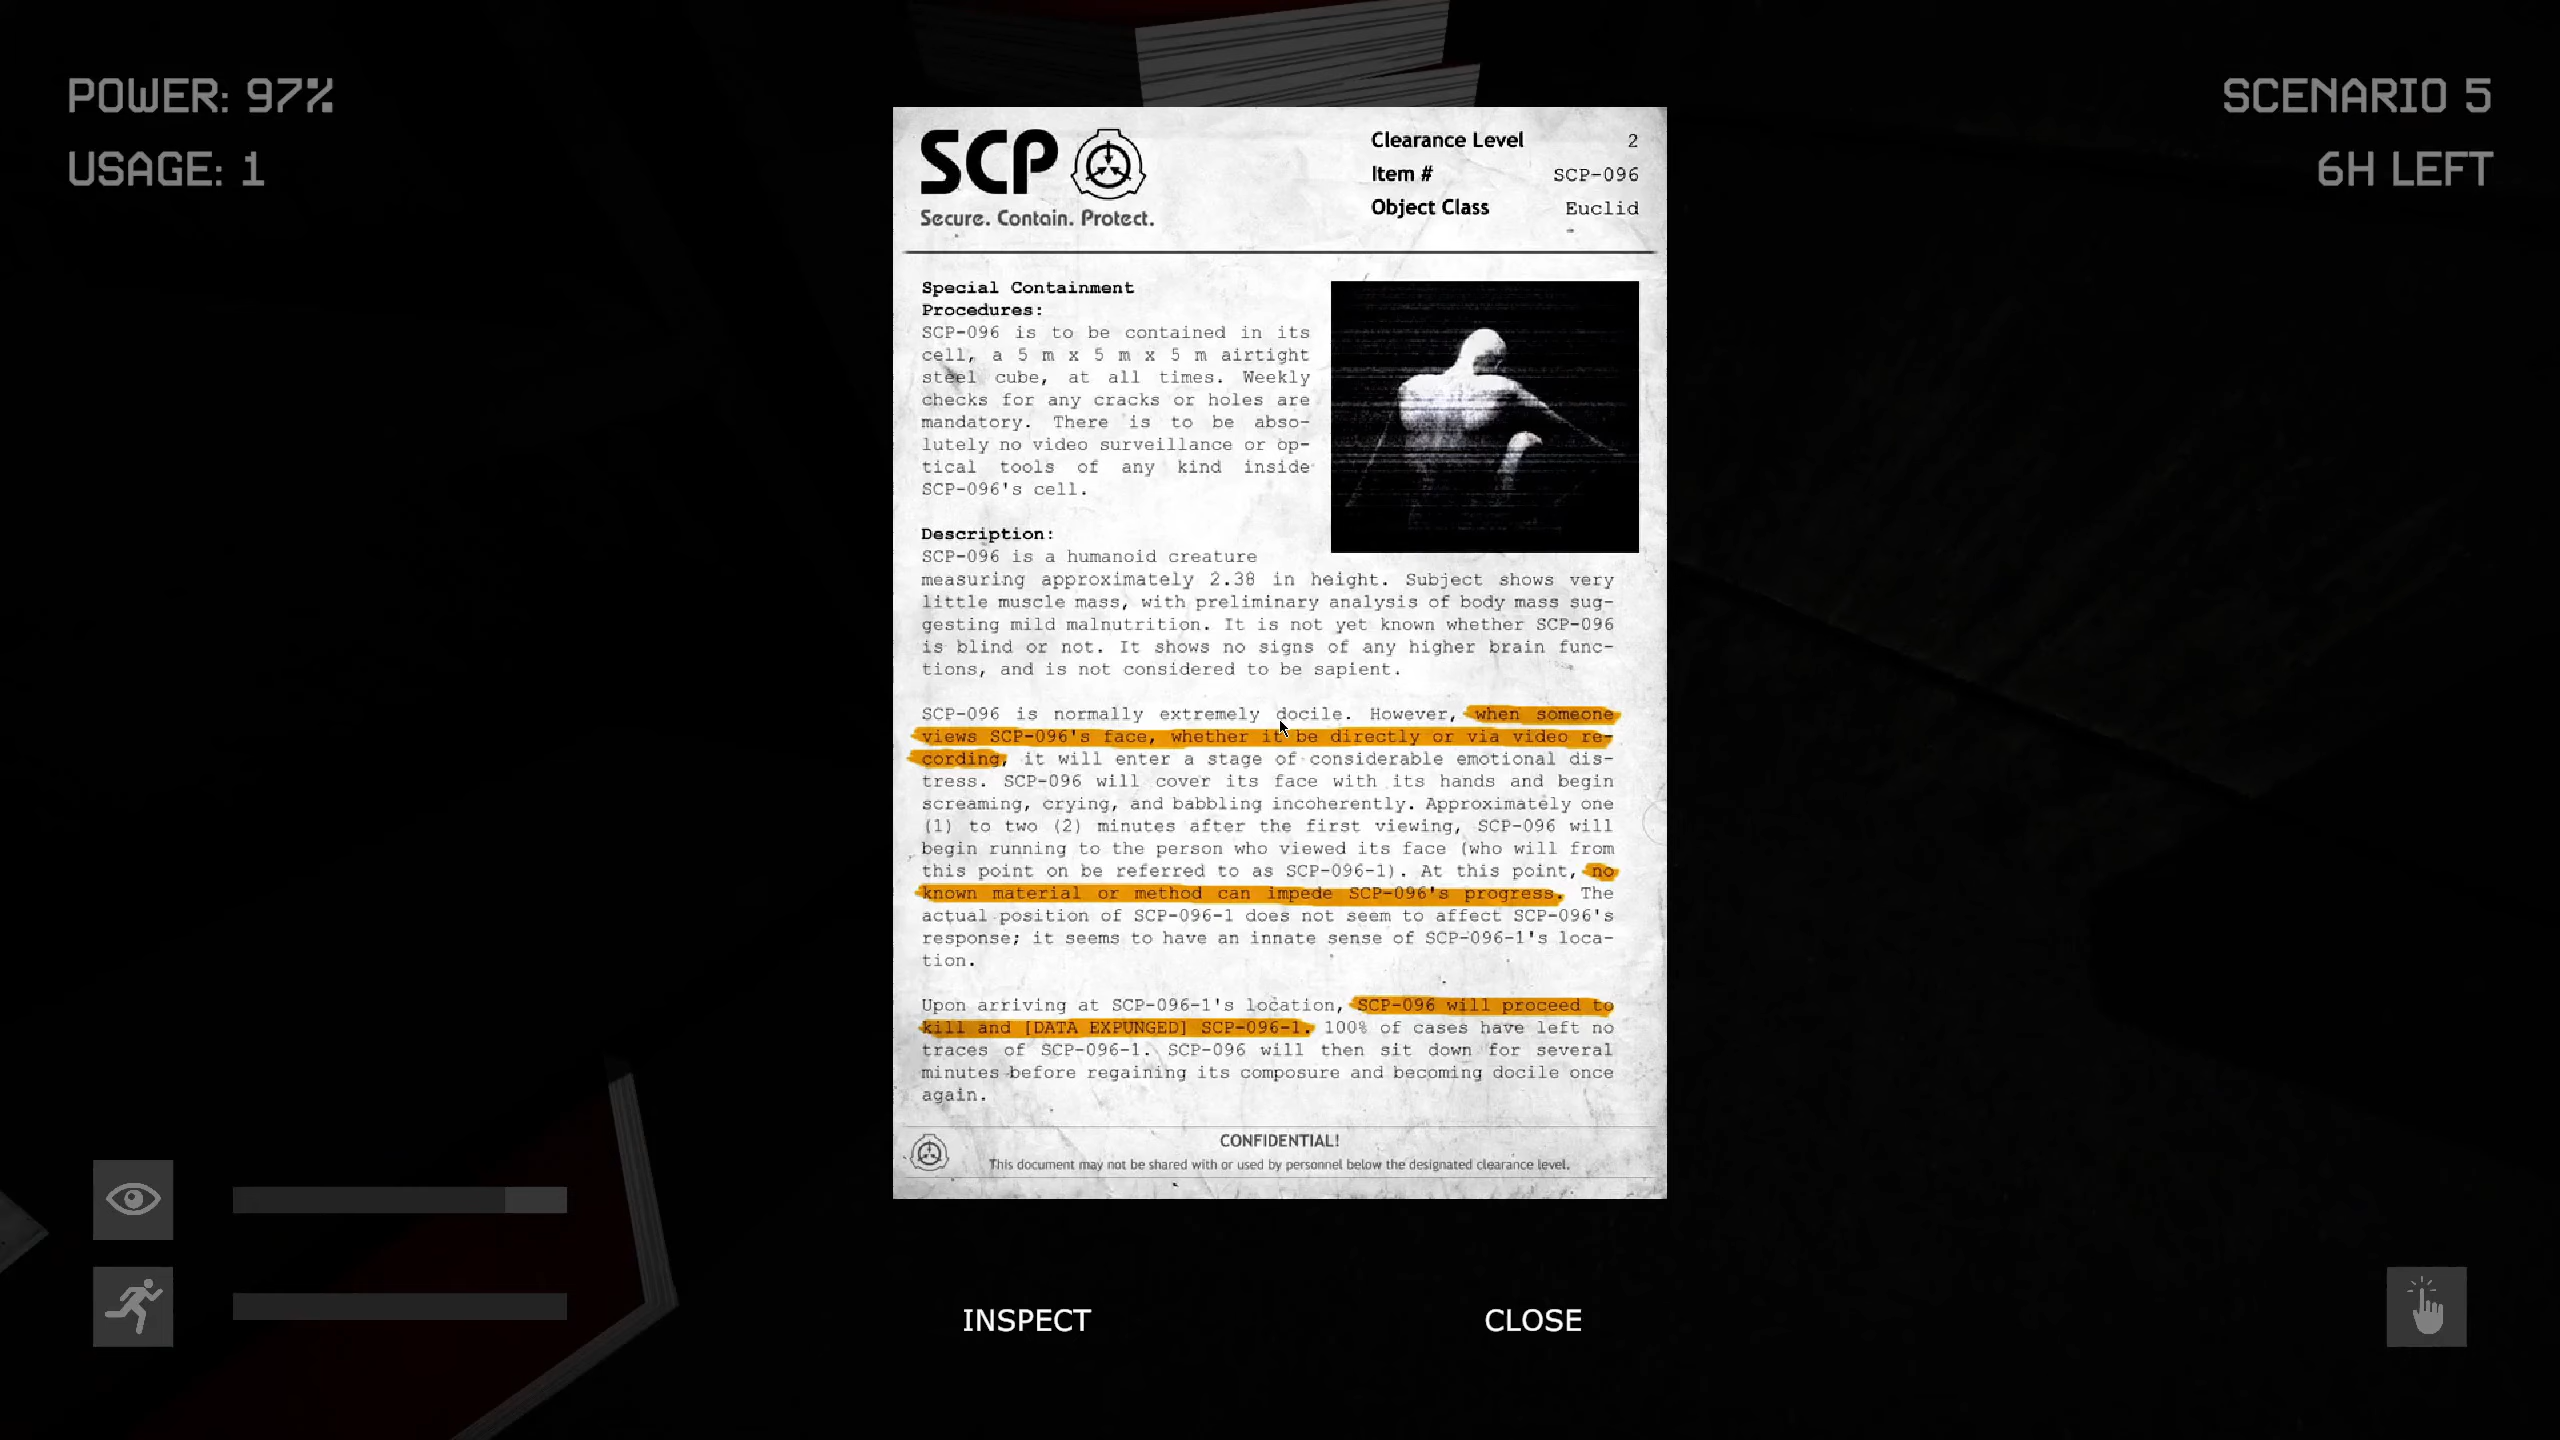 POWER: 97%
USAGE: 1
SCENARIO 5
6H LEFT
SCP
Secure. Contain. Protect.
Clearance Level 2
Item # SCP-096
Object Class Euclid
Special Containment
Procedures:
SCP-096 is to be contained in its
cell, a 5 m x 5 m x 5 m airtight
steel cube, at all times. Weekly
checks for any cracks or holes are
mandatory. There is to be abso-
lutely no video surveillance or op-
tical tools of any kind inside
SCP-096's cell.
Description:
SCP-096 is a humanoid creature
measuring approximately 2.38 in height. Subject shows very
little muscle mass, with preliminary analysis of body mass sug-
gesting mild malnutrition. It is not yet known whether SCP-096
is blind or not. It shows no signs of any higher brain func-
tions, and is not considered to be sapient.
SCP-096 is normally extremely docile. However, when someone
views SCP-096's face, whether it be directly or via video re-
cording, it will enter a stage of considerable emotional dis-
tress. SCP-096 will cover its face with its hands and begin
screaming, crying, and babbling incoherently. Approximately one
(1) to two (2) minutes after the first viewing, SCP-096 will
begin running to the person who viewed its face (who will from
this point on be referred to as SCP-096-1). At this point, no
known material or method can impede SCP-096's progress. The
actual position of SCP-096-1 does not seem to affect SCP-096's
response; it seems to have an innate sense of SCP-096-1's loca-
tion.
Upon arriving at SCP-096-1's location, SCP-096 will proceed to
kill and [DATA EXPUNGED] SCP-096-1. 100% of cases have left no
traces of SCP-096-1. SCP-096 will then sit down for several
minutes before regaining its composure and becoming docile once
again.
CONFIDENTIAL!
This document may not be shared with or used by personnel below the designated clearance level.
INSPECT
CLOSE